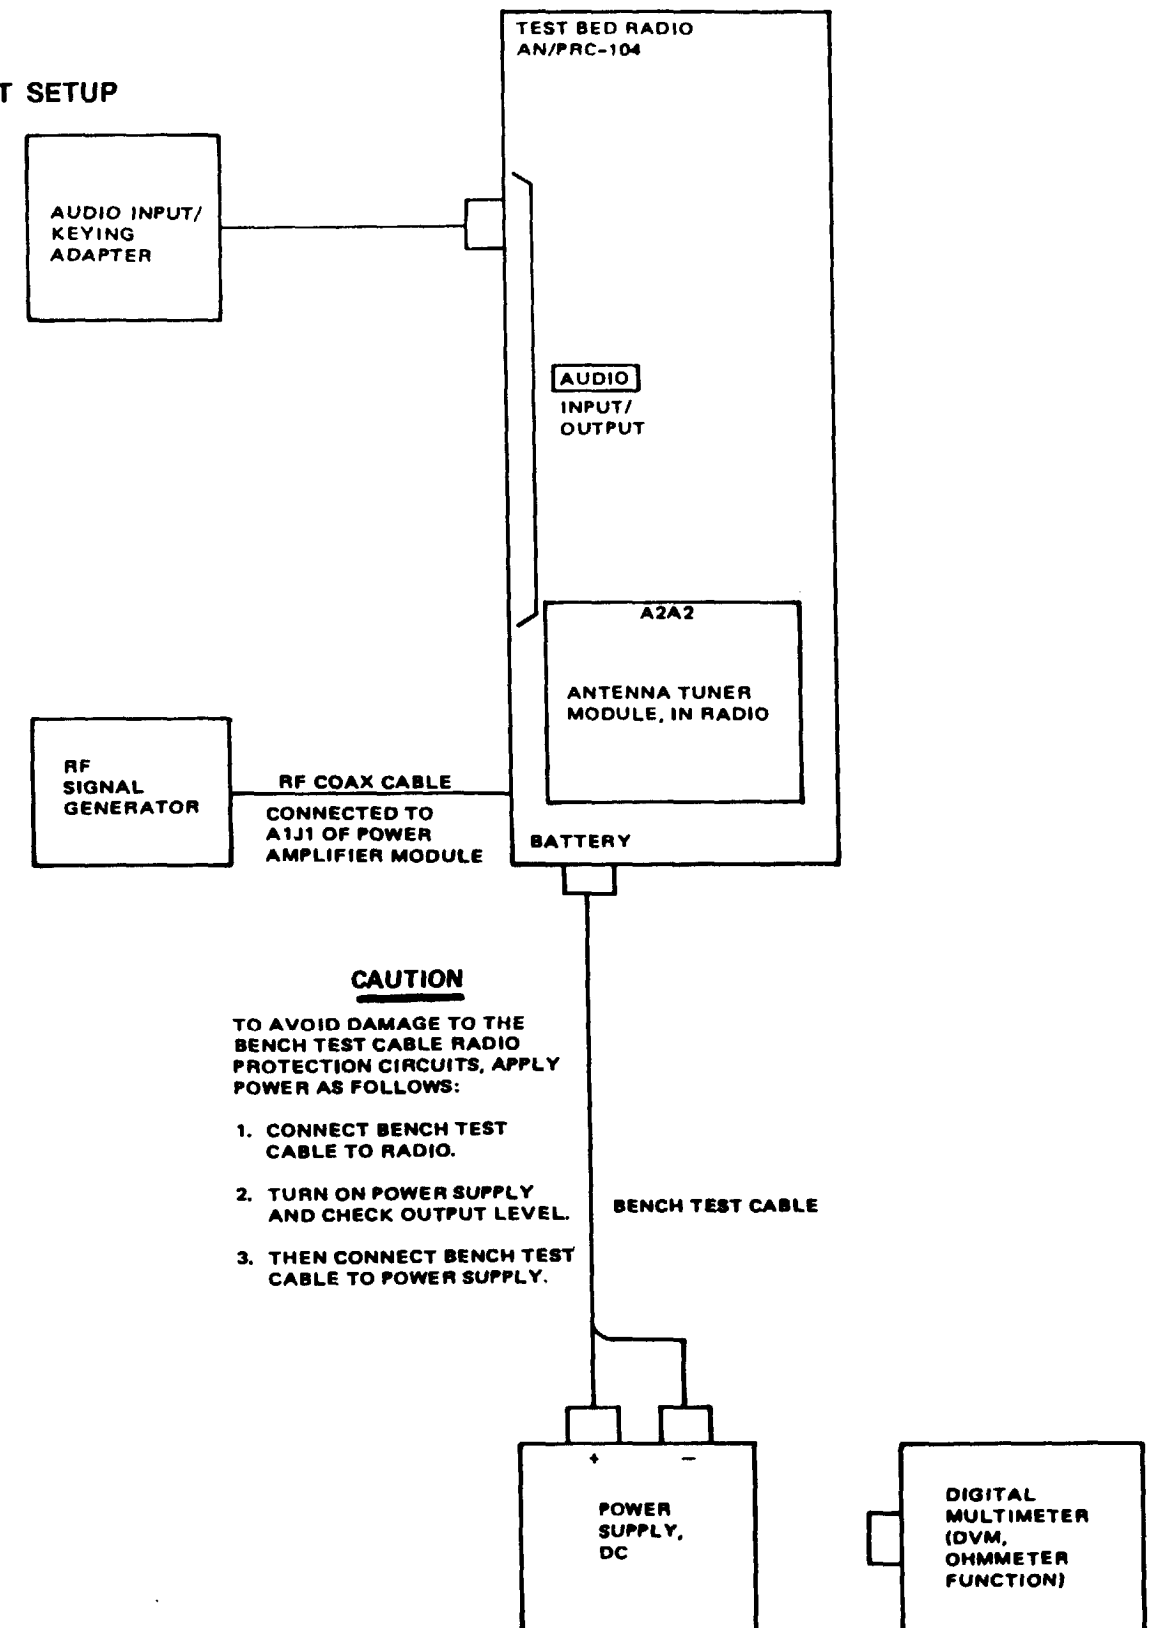 TEST BED RADIO
AN/PRC-104
T SETUP
AUDIO INPUT/
KEYING
ADAPTER
AUDIO
INPUT/
OUTPUT
A2A2
ANTENNA TUNER
MODULE, IN RADIO
RF
SIGNAL
GENERATOR
RF COAX CABLE
CONNECTED TO
A1J1 OF POWER
AMPLIFIER MODULE
BATTERY
CAUTION
TO AVOID DAMAGE TO THE
BENCH TEST CABLE RADIO
PROTECTION CIRCUITS, APPLY
POWER AS FOLLOWS:
1. CONNECT BENCH TEST
CABLE TO RADIO.
2. TURN ON POWER SUPPLY
AND CHECK OUTPUT LEVEL.
3. THEN CONNECT BENCH TEST
CABLE TO POWER SUPPLY.
BENCH TEST CABLE
+ −
POWER
SUPPLY,
DC
DIGITAL
MULTIMETER
(DVM,
OHMMETER
FUNCTION)